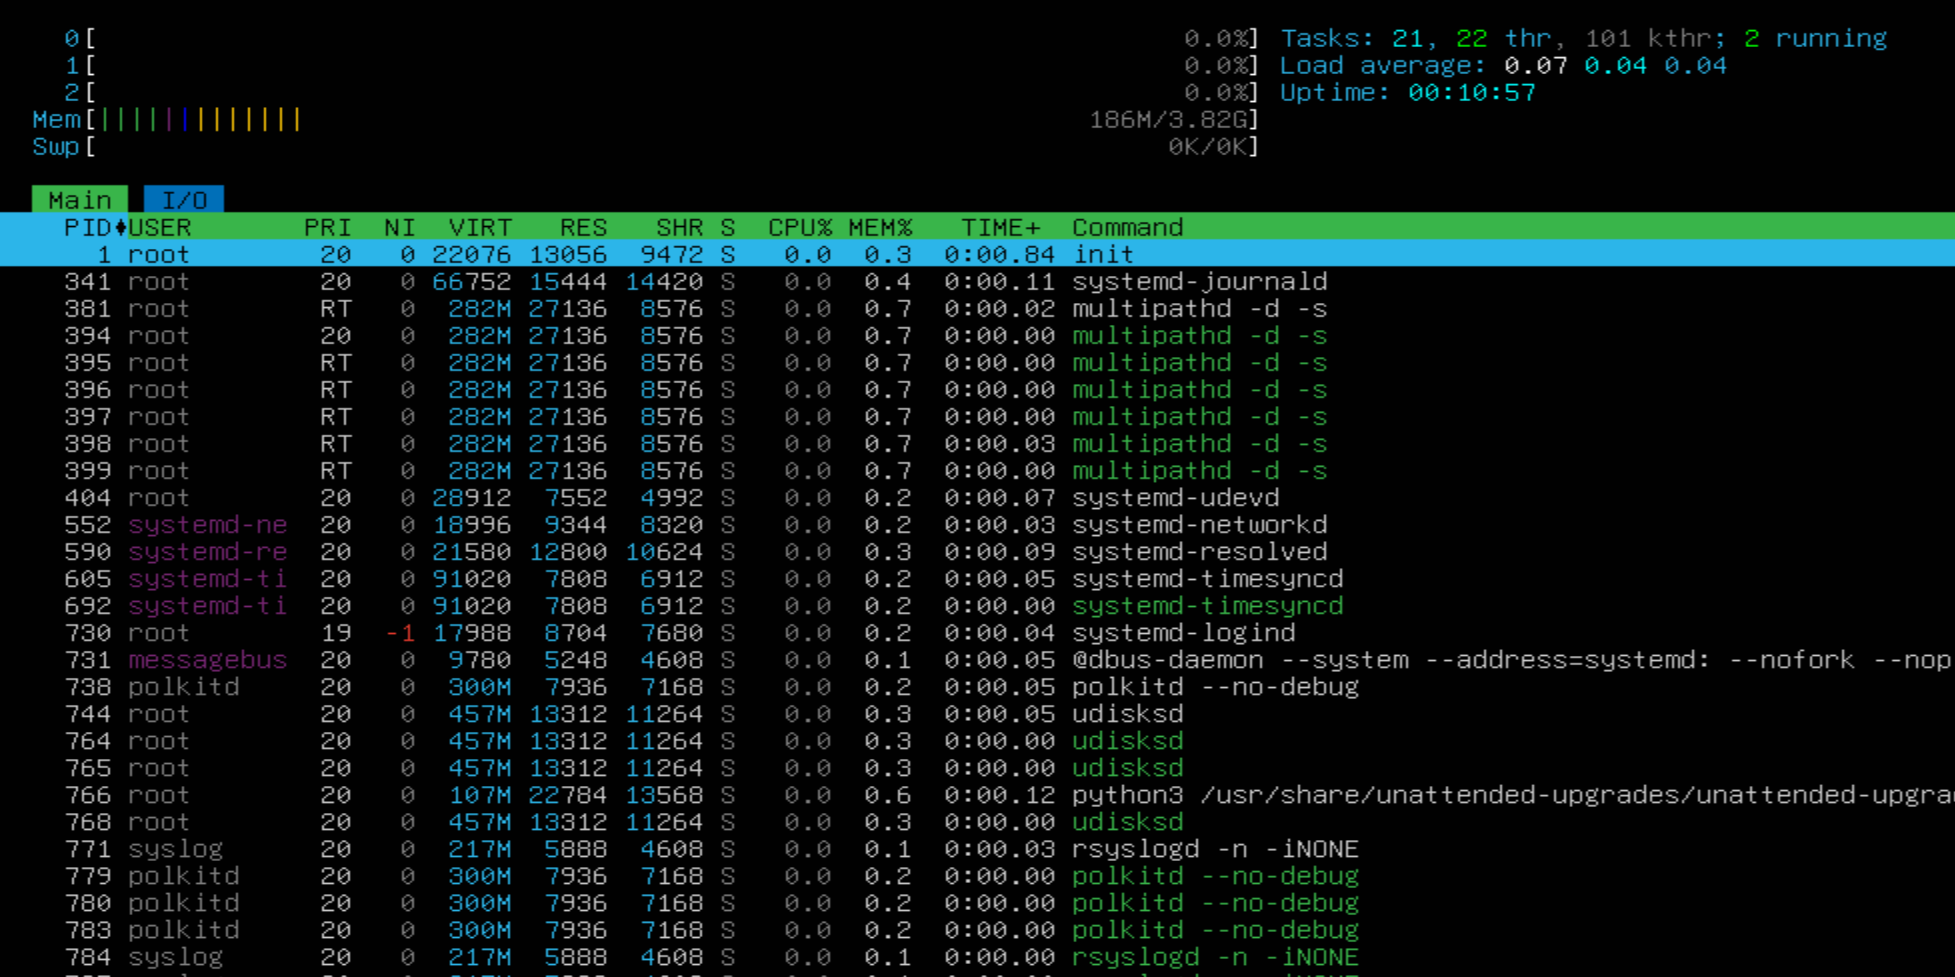 0[ 0.0%] Tasks: 21, 22 thr, 101 kthr; 2 running
1[ 0.0%] Load average: 0.07 0.04 0.04
2[ 0.0%] Uptime: 00:10:57
Mem[||||||||||||| 186M/3.82G]
Swp[ 0K/0K]
Main I/O
PID♦USER PRI NI VIRT RES SHR S CPU% MEM% TIME+ Command
1 root 20 0 22076 13056 9472 S 0.0 0.3 0:00.84 init
341 root 20 0 66752 15444 14420 S 0.0 0.4 0:00.11 systemd-journald
381 root RT 0 282M 27136 8576 S 0.0 0.7 0:00.02 multipathd -d -s
394 root 20 0 282M 27136 8576 S 0.0 0.7 0:00.00 multipathd -d -s
395 root RT 0 282M 27136 8576 S 0.0 0.7 0:00.00 multipathd -d -s
396 root RT 0 282M 27136 8576 S 0.0 0.7 0:00.00 multipathd -d -s
397 root RT 0 282M 27136 8576 S 0.0 0.7 0:00.00 multipathd -d -s
398 root RT 0 282M 27136 8576 S 0.0 0.7 0:00.03 multipathd -d -s
399 root RT 0 282M 27136 8576 S 0.0 0.7 0:00.00 multipathd -d -s
404 root 20 0 28912 7552 4992 S 0.0 0.2 0:00.07 systemd-udevd
552 systemd-ne 20 0 18996 9344 8320 S 0.0 0.2 0:00.03 systemd-networkd
590 systemd-re 20 0 21580 12800 10624 S 0.0 0.3 0:00.09 systemd-resolved
605 systemd-ti 20 0 91020 7808 6912 S 0.0 0.2 0:00.05 systemd-timesyncd
692 systemd-ti 20 0 91020 7808 6912 S 0.0 0.2 0:00.00 systemd-timesyncd
730 root 19 -1 17988 8704 7680 S 0.0 0.2 0:00.04 systemd-logind
731 messagebus 20 0 9780 5248 4608 S 0.0 0.1 0:00.05 @dbus-daemon --system --address=systemd: --nofork --nop
738 polkitd 20 0 300M 7936 7168 S 0.0 0.2 0:00.05 polkitd --no-debug
744 root 20 0 457M 13312 11264 S 0.0 0.3 0:00.05 udisksd
764 root 20 0 457M 13312 11264 S 0.0 0.3 0:00.00 udisksd
765 root 20 0 457M 13312 11264 S 0.0 0.3 0:00.00 udisksd
766 root 20 0 107M 22784 13568 S 0.0 0.6 0:00.12 python3 /usr/share/unattended-upgrades/unattended-upgra
768 root 20 0 457M 13312 11264 S 0.0 0.3 0:00.00 udisksd
771 syslog 20 0 217M 5888 4608 S 0.0 0.1 0:00.03 rsyslogd -n -iNONE
779 polkitd 20 0 300M 7936 7168 S 0.0 0.2 0:00.00 polkitd --no-debug
780 polkitd 20 0 300M 7936 7168 S 0.0 0.2 0:00.00 polkitd --no-debug
783 polkitd 20 0 300M 7936 7168 S 0.0 0.2 0:00.00 polkitd --no-debug
784 syslog 20 0 217M 5888 4608 S 0.0 0.1 0:00.00 rsyslogd -n -iNONE